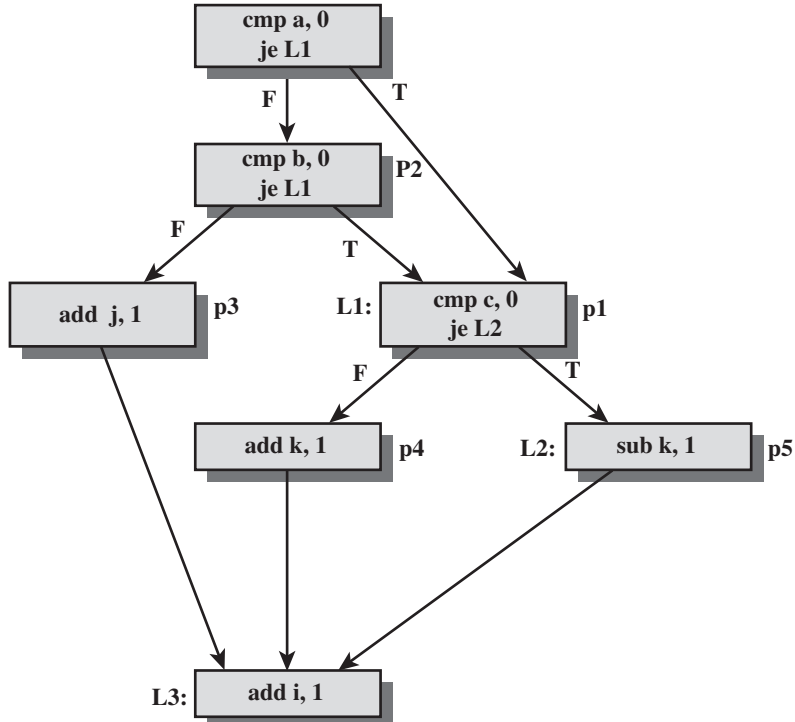 cmp a, 0
je L1
F
T
cmp b, 0
je L1
P2
F
T
add j, 1
p3
L1:
cmp c, 0
je L2
p1
F
T
add k, 1
p4
L2:
sub k, 1
p5
L3:
add i, 1